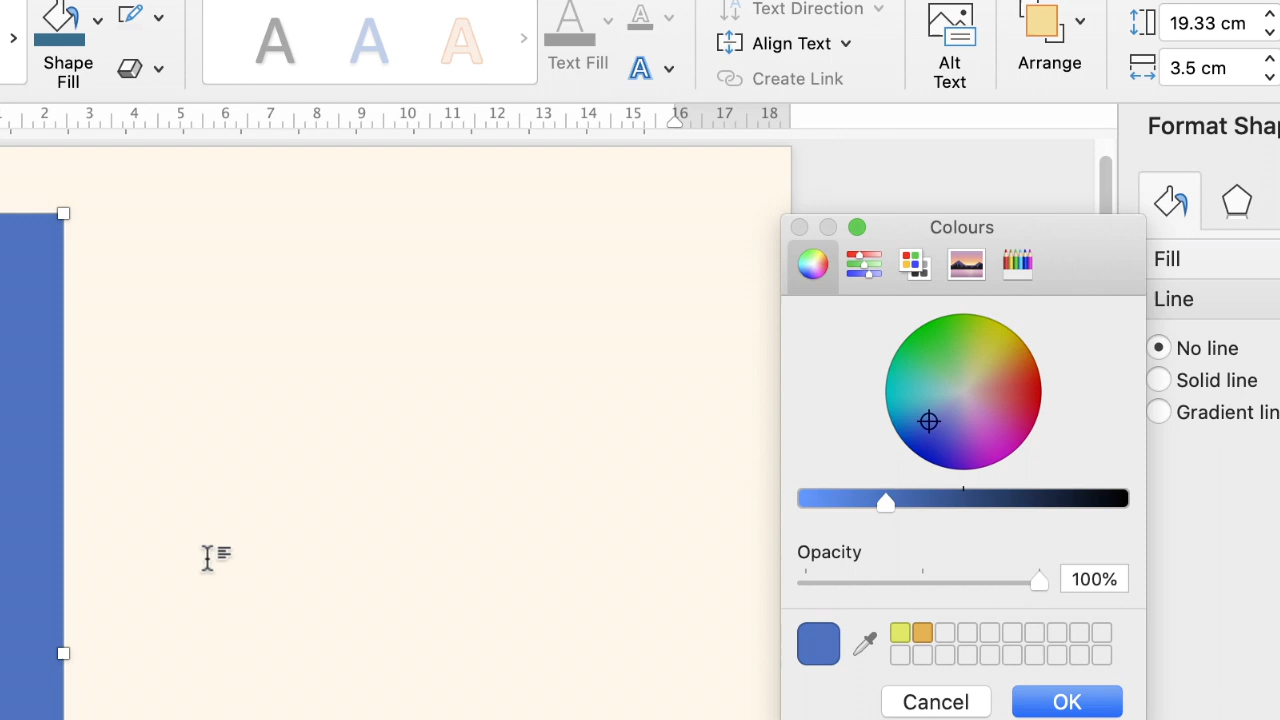 Shape
Fill
A A A
Text Fill
Text Direction
Align Text
Create Link
Alt
Text
Arrange
19.33 cm
3.5 cm
2 3 4 5 6 7 8 9 10 11 12 13 14 15 16 17 18
Format Sha
Colours
Fill
Line
No line
Solid line
Gradient lin
Opacity
100%
Cancel
OK